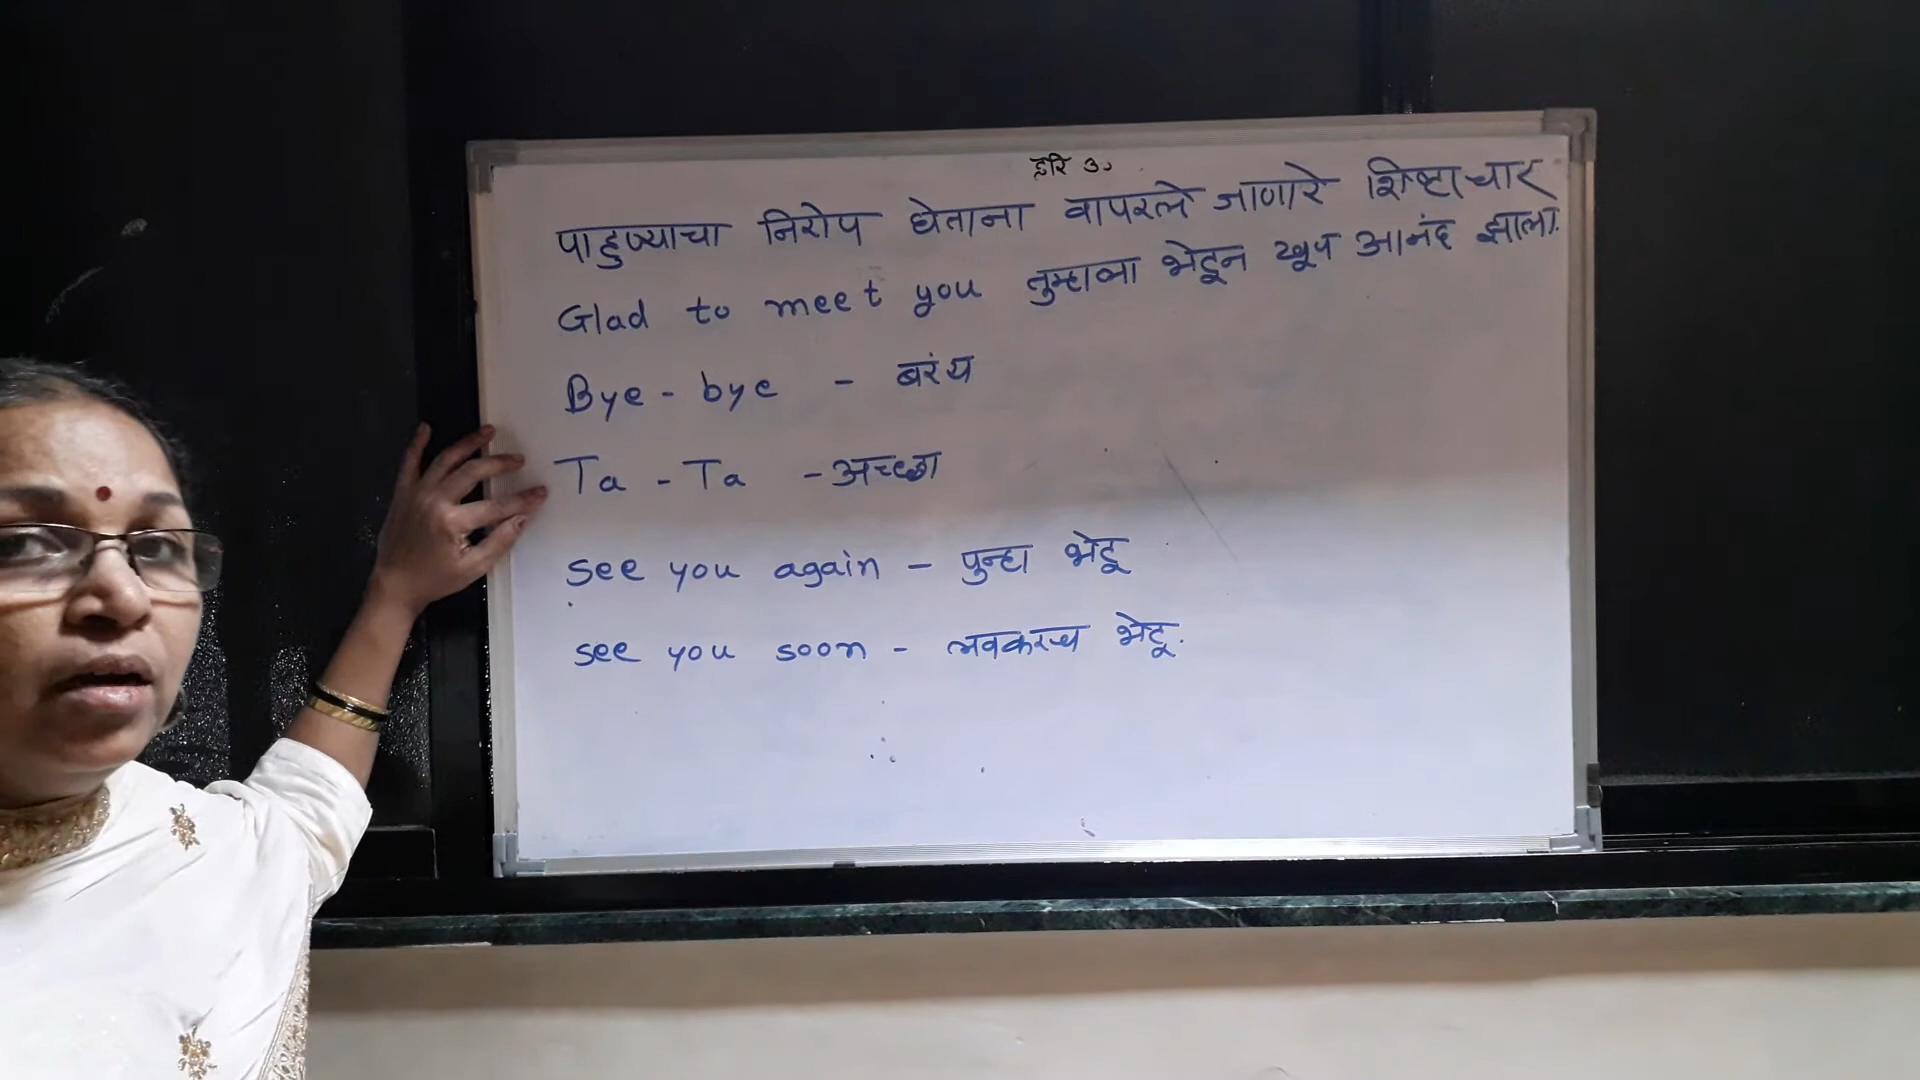 हरि ॐ
पाहुण्याचा निरोप घेताना वापरले जाणारे शिष्टाचार
Glad to meet you तुम्हाला भेटून खूप आनंद झाला.
Bye - bye - बरंय
Ta - Ta - अच्छा
see you again - पुन्हा भेटू
see you soon - लवकरच भेटू.